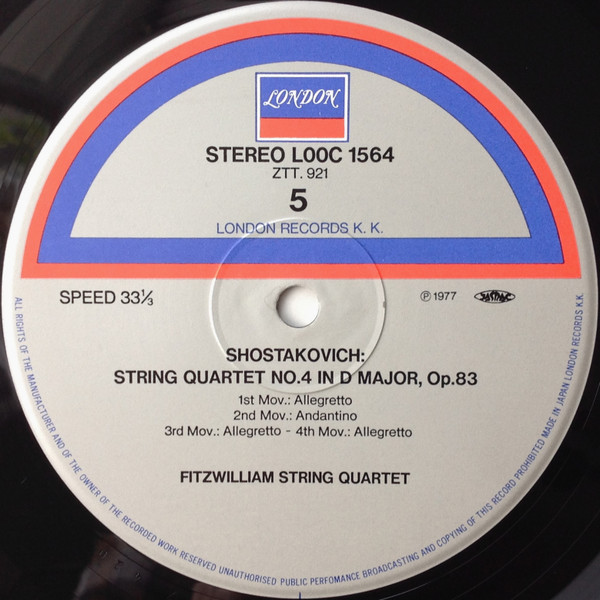 LONDON
STEREO L00C 1564
ZTT. 921
5
LONDON RECORDS K. K.
SPEED 33⅓
Ⓟ 1977
JASRAC
SHOSTAKOVICH:
STRING QUARTET NO.4 IN D MAJOR, Op.83
1st Mov.: Allegretto
2nd Mov.: Andantino
3rd Mov.: Allegretto - 4th Mov.: Allegretto
FITZWILLIAM STRING QUARTET
ALL RIGHTS OF THE MANUFACTURER AND OF THE OWNER OF THE RECORDED WORK RESERVED UNAUTHORISED PUBLIC PERFOMANCE BROADCASTING AND COPYING OF THIS RECORD PROHIBITED MADE IN JAPAN LONDON RECORDS K.K.